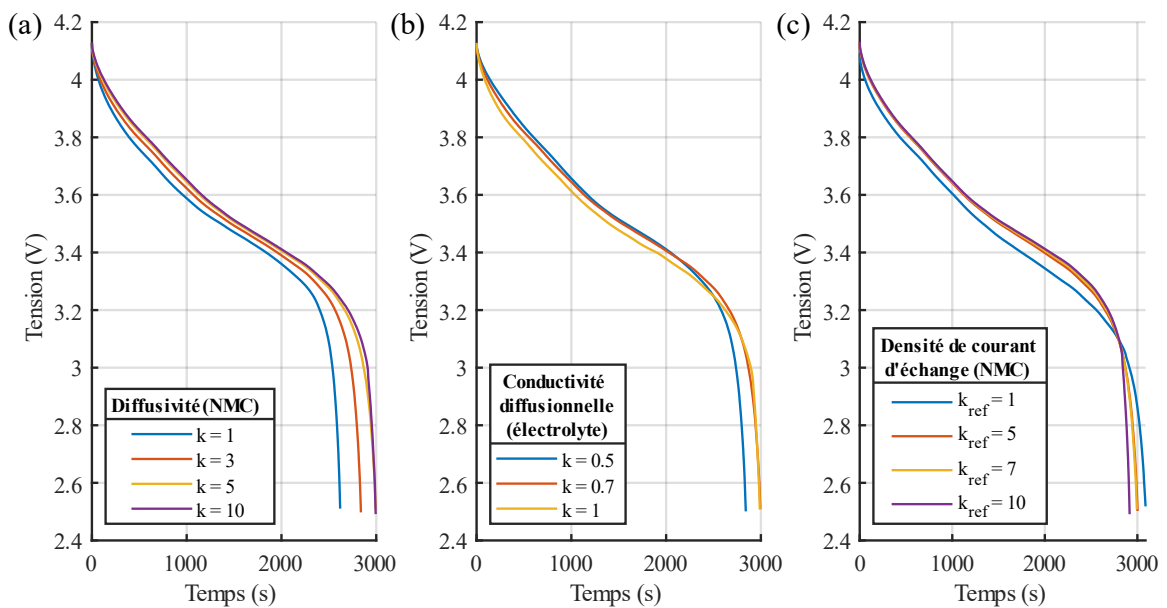 (a)
4.2
4
3.8
3.6
3.4
3.2
3
2.8
2.6
2.4
Tension (V)
0
1000
2000
3000
Temps (s)
Diffusivité (NMC)
k = 1
k = 3
k = 5
k = 10
(b)
4.2
4
3.8
3.6
3.4
3.2
3
2.8
2.6
2.4
Tension (V)
0
1000
2000
3000
Temps (s)
Conductivité
diffusionnelle
(électrolyte)
k = 0.5
k = 0.7
k = 1
(c)
4.2
4
3.8
3.6
3.4
3.2
3
2.8
2.6
2.4
Tension (V)
0
1000
2000
3000
Temps (s)
Densité de courant
d'échange (NMC)
k_ref = 1
k_ref = 5
k_ref = 7
k_ref = 10